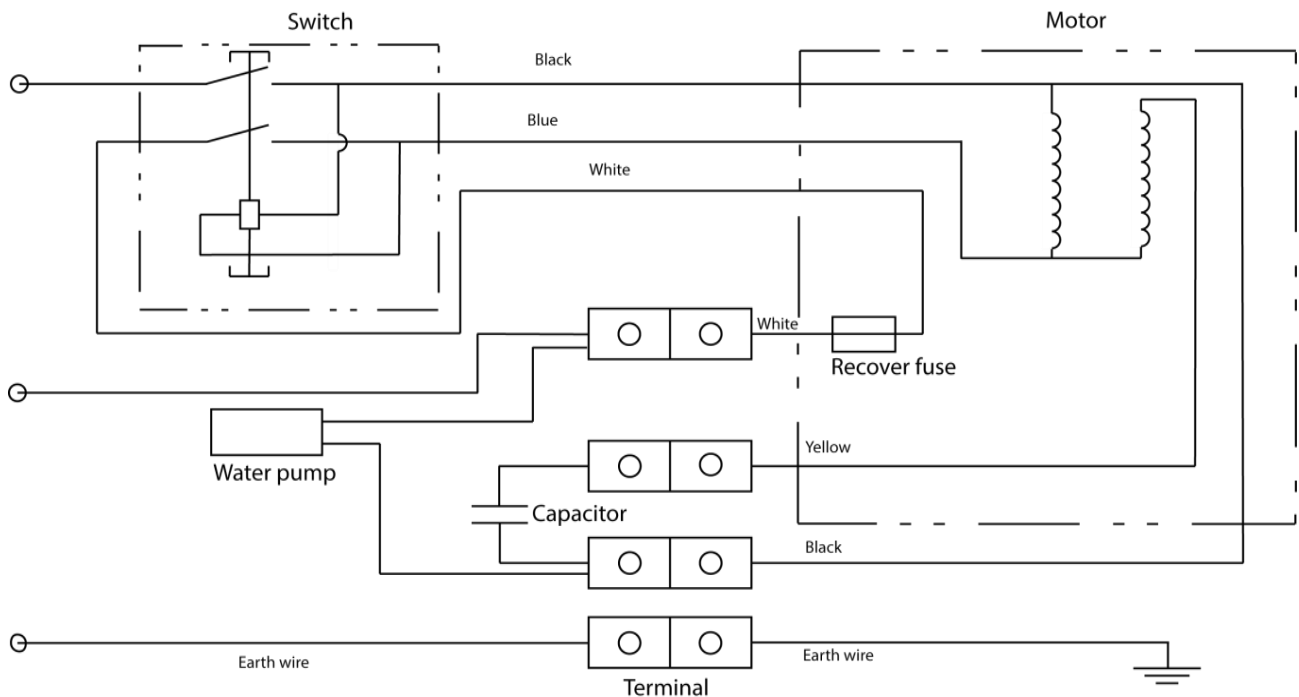 Switch
Motor
Black
Blue
White
White
Recover fuse
Water pump
Yellow
Capacitor
Black
Earth wire
Earth wire
Terminal